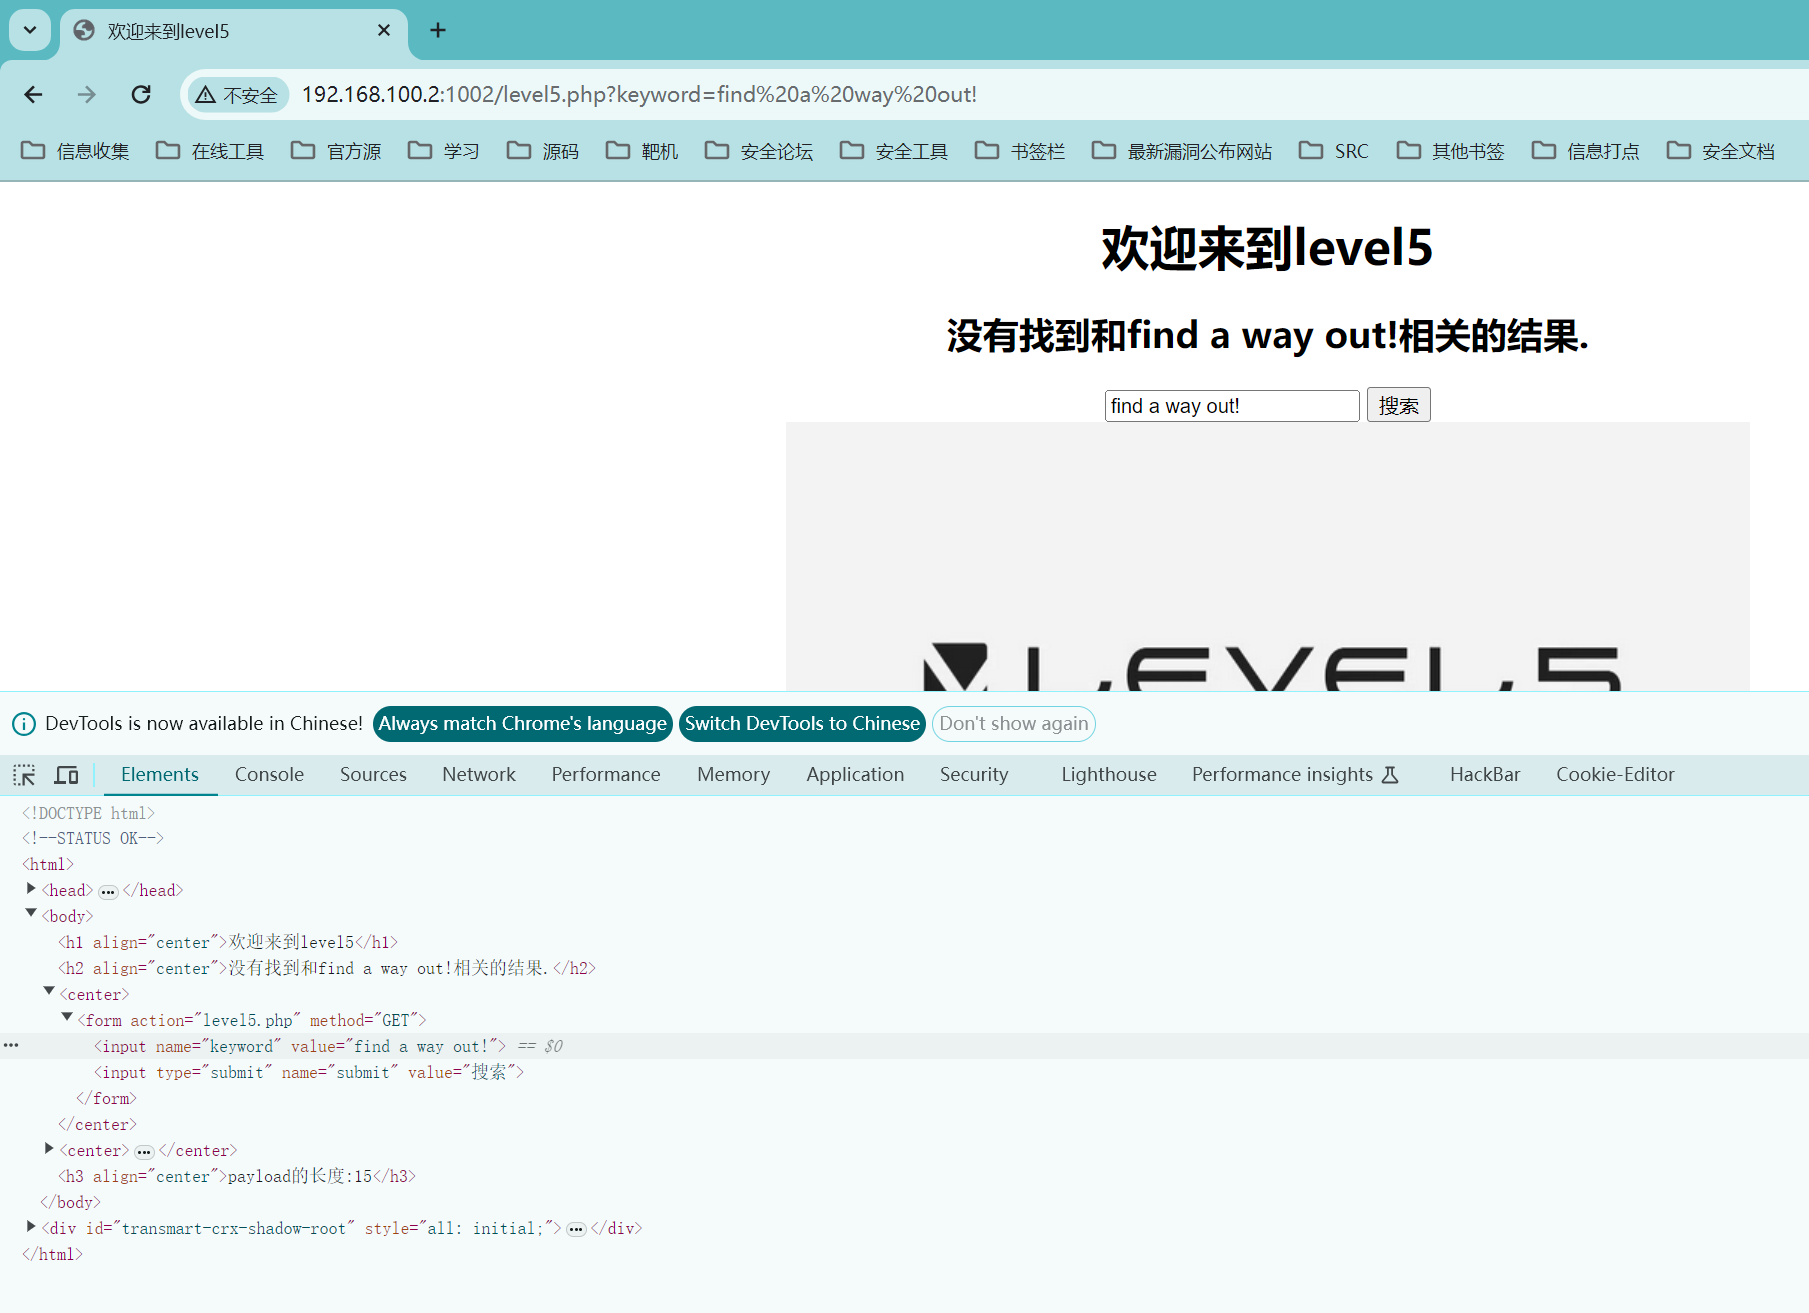 欢迎来到level5
不安全 192.168.100.2:1002/level5.php?keyword=find%20a%20way%20out!
信息收集 在线工具 官方源 学习 源码 靶机 安全论坛 安全工具 书签栏 最新漏洞公布网站 SRC 其他书签 信息打点 安全文档
欢迎来到level5
没有找到和find a way out!相关的结果.
find a way out! 搜索
LEVEL5
DevTools is now available in Chinese! Always match Chrome's language Switch DevTools to Chinese Don't show again
Elements Console Sources Network Performance Memory Application Security Lighthouse Performance insights HackBar Cookie-Editor
<!DOCTYPE html>
<!--STATUS OK-->
<html>
<head> ••• </head>
<body>
<h1 align="center">欢迎来到level5</h1>
<h2 align="center">没有找到和find a way out!相关的结果.</h2>
<center>
<form action="level5.php" method="GET">
<input name="keyword" value="find a way out!"> == $0
<input type="submit" name="submit" value="搜索">
</form>
</center>
<center> ••• </center>
<h3 align="center">payload的长度:15</h3>
</body>
<div id="transmart-crx-shadow-root" style="all: initial;"> ••• </div>
</html>